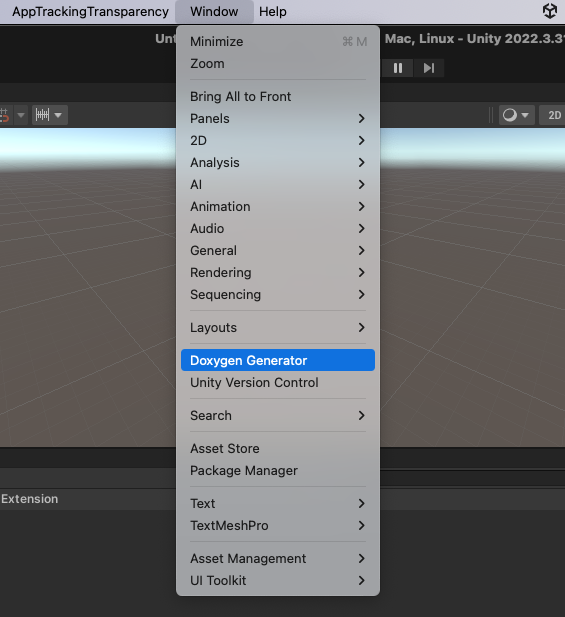 AppTrackingTransparency Window Help
Unt
Mac, Linux - Unity 2022.3.3
Minimize ⌘ M
Zoom
Bring All to Front
Panels
2D
2D
Analysis
AI
Animation
Audio
General
Rendering
Sequencing
Layouts
Doxygen Generator
Unity Version Control
Search
Asset Store
Package Manager
Extension
Text
TextMeshPro
Asset Management
UI Toolkit